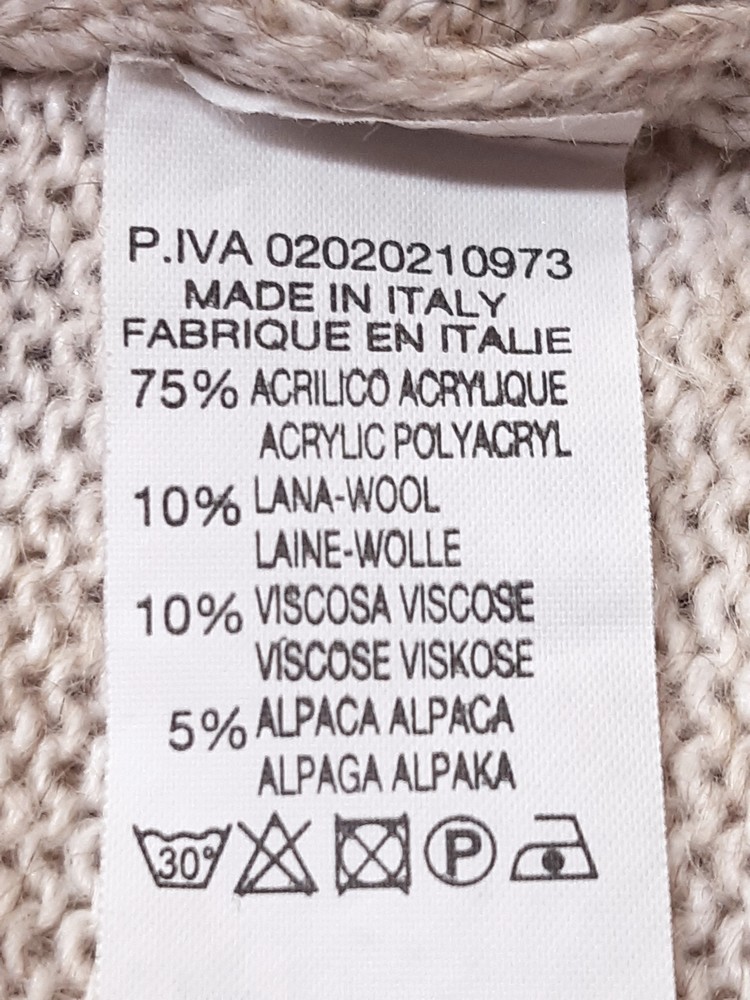 P.IVA 02020210973
MADE IN ITALY
FABRIQUE EN ITALIE
75% ACRILICO ACRYLIQUE
ACRYLIC POLYACRYL
10% LANA-WOOL
LAINE-WOLLE
10% VISCOSA VISCOSE
VISCOSE VISKOSE
5% ALPACA ALPACA
ALPAGA ALPAKA
30° P